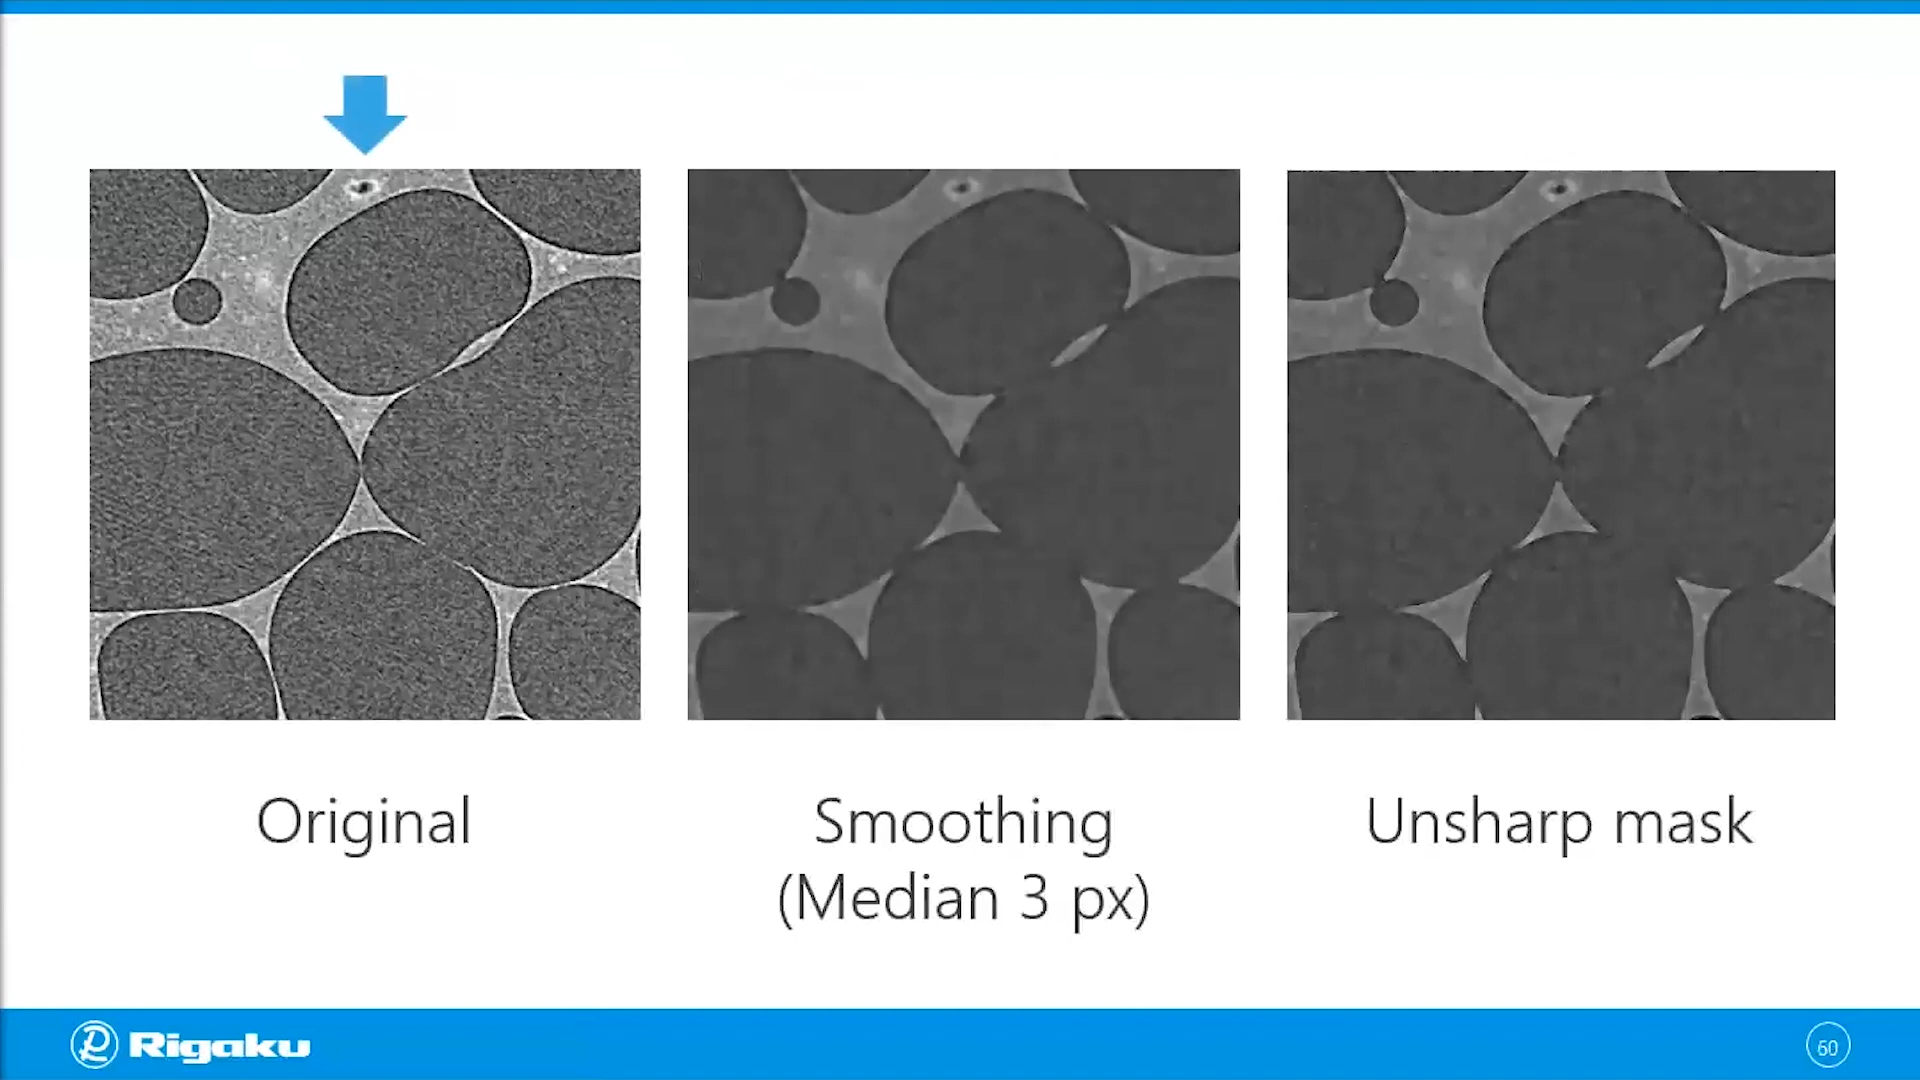 Original
Smoothing
(Median 3 px)
Unsharp mask
Rigaku
60